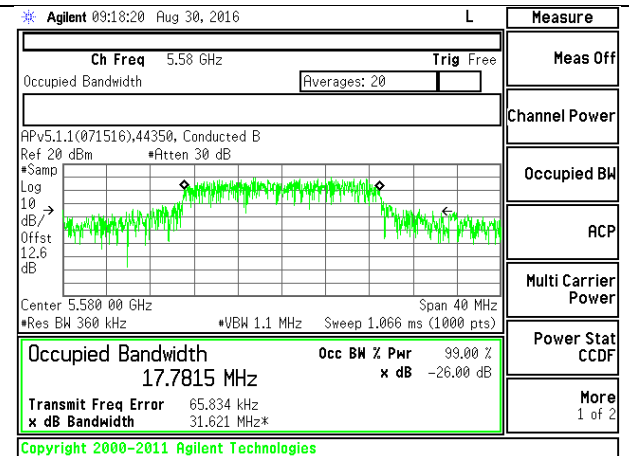 Agilent 09:18:20 Aug 30, 2016 L Measure
Ch Freq 5.58 GHz Trig Free
Meas Off
Occupied Bandwidth Averages: 20
Channel Power
APv5.1.1(071516),44350, Conducted B
Ref 20 dBm #Atten 30 dB
#Samp
Log
10
dB/
Offst
12.6
dB
Occupied BW
ACP
Multi Carrier
Power
Center 5.580 00 GHz Span 40 MHz
#Res BW 360 kHz #VBW 1.1 MHz Sweep 1.066 ms (1000 pts)
Power Stat
CCDF
Occupied Bandwidth Occ BW % Pwr 99.00 %
17.7815 MHz x dB -26.00 dB
Transmit Freq Error 65.834 kHz
x dB Bandwidth 31.621 MHz*
More
1 of 2
Copyright 2000-2011 Agilent Technologies